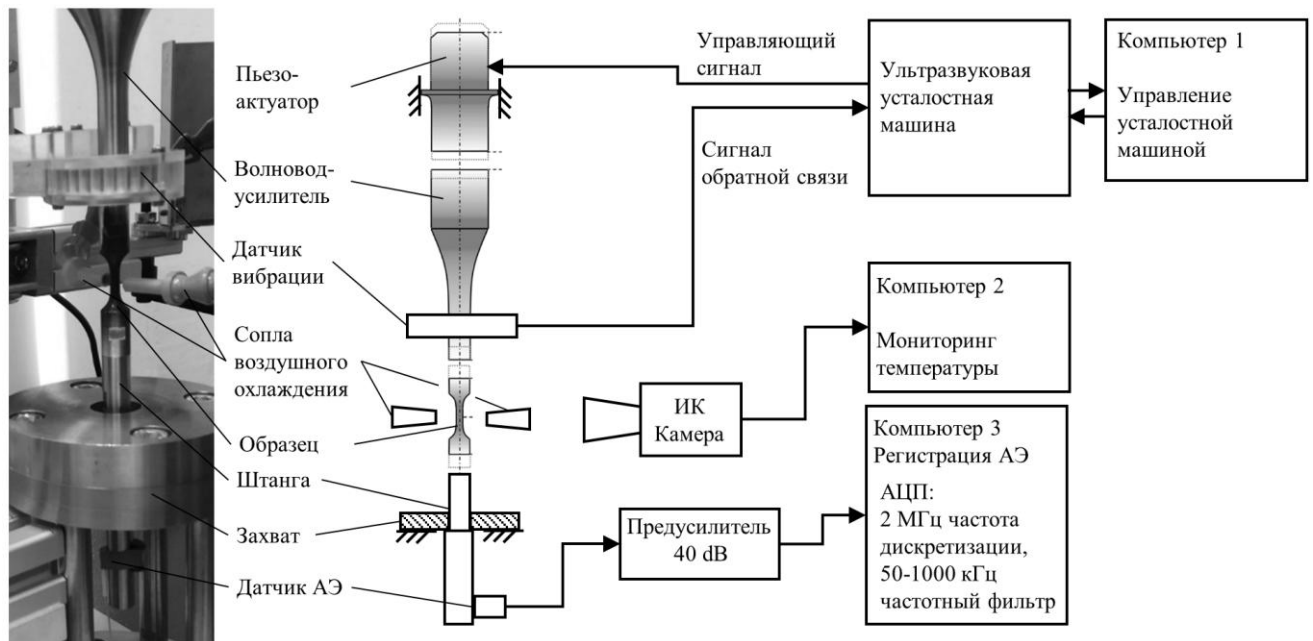 Пьезо-
актуатор
Волновод-
усилитель
Датчик
вибрации
Сопла
воздушного
охлаждения
Образец
Штанга
Захват
Датчик АЭ
Управляющий
сигнал
Сигнал
обратной связи
Ультразвуковая
усталостная
машина
Компьютер 1
Управление
усталостной
машиной
Компьютер 2
Мониторинг
температуры
ИК
Камера
Предусилитель
40 dB
Компьютер 3
Регистрация АЭ
АЦП:
2 МГц частота
дискретизации,
50-1000 кГц
частотный фильтр